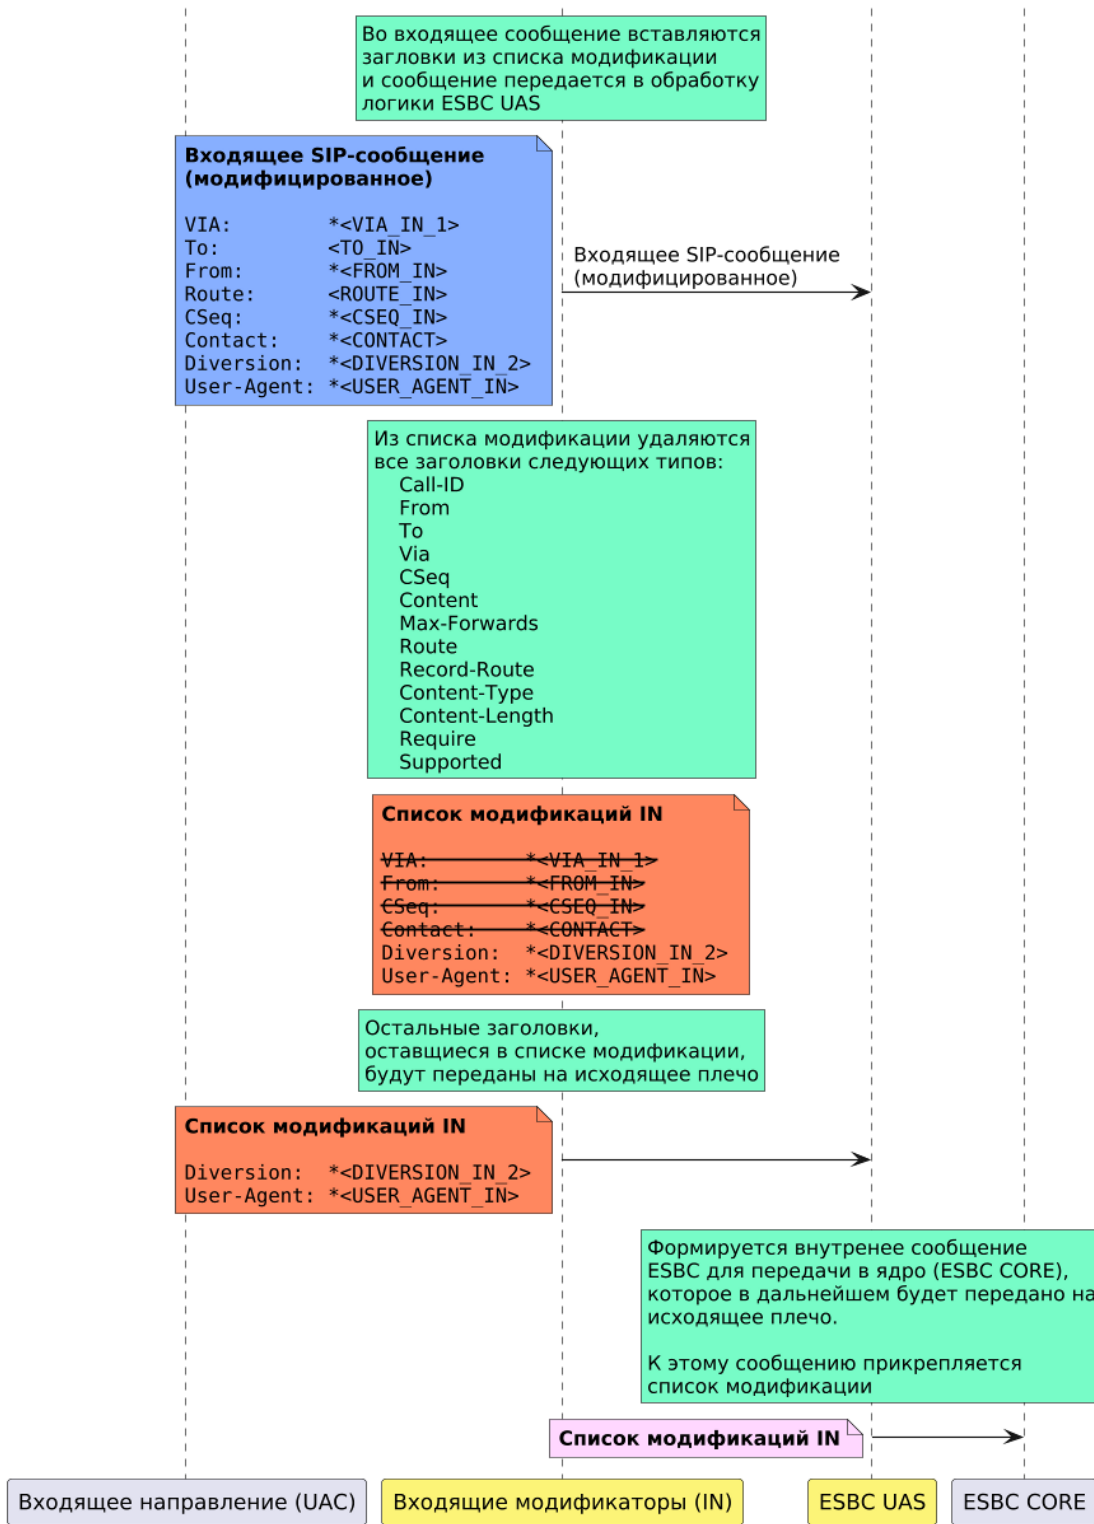 Во входящее сообщение вставляются
загловки из списка модификации
и сообщение передается в обработку
логики ESBC UAS
Входящее SIP-сообщение
(модифицированное)
VIA: *<VIA_IN_1>
To: <TO_IN>
From: *<FROM_IN>
Route: <ROUTE_IN>
CSeq: *<CSEQ_IN>
Contact: *<CONTACT>
Diversion: *<DIVERSION_IN_2>
User-Agent: *<USER_AGENT_IN>
Входящее SIP-сообщение
(модифицированное)
Из списка модификации удаляются
все заголовки следующих типов:
Call-ID
From
To
Via
CSeq
Content
Max-Forwards
Route
Record-Route
Content-Type
Content-Length
Require
Supported
Список модификаций IN
VIA: *<VIA_IN_1>
From: *<FROM_IN>
CSeq: *<CSEQ_IN>
Contact: *<CONTACT>
Diversion: *<DIVERSION_IN_2>
User-Agent: *<USER_AGENT_IN>
Остальные заголовки,
оставщиеся в списке модификации,
будут переданы на исходящее плечо
Список модификаций IN
Diversion: *<DIVERSION_IN_2>
User-Agent: *<USER_AGENT_IN>
Формируется внутренее сообщение
ESBC для передачи в ядро (ESBC CORE),
которое в дальнейшем будет передано на
исходящее плечо.
К этому сообщению прикрепляется
список модификации
Список модификаций IN
Входящее направление (UAC)
Входящие модификаторы (IN)
ESBC UAS
ESBC CORE